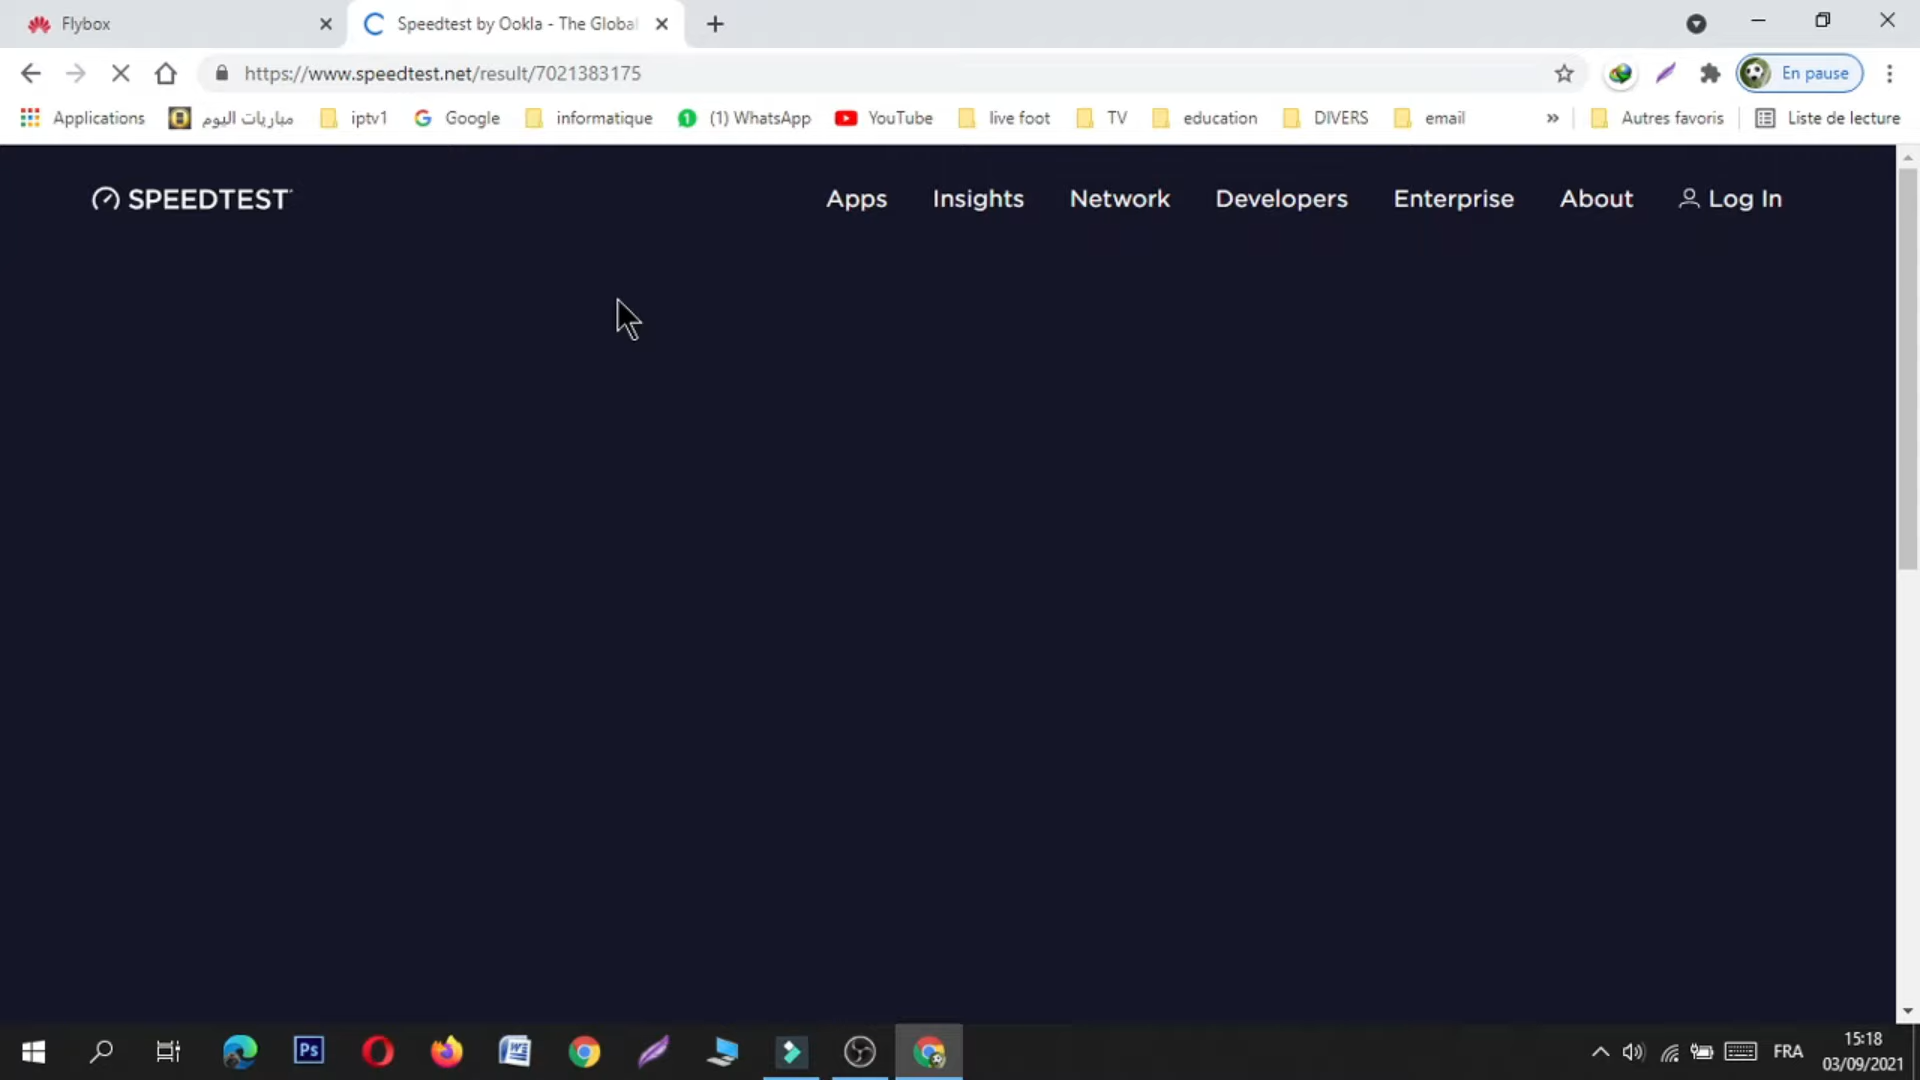 Flybox
Speedtest by Ookla - The Global
https://www.speedtest.net/result/7021383175
En pause
Applications
مباريات اليوم
iptv1
Google
informatique
(1) WhatsApp
YouTube
live foot
TV
education
DIVERS
email
»
Autres favoris
Liste de lecture
SPEEDTEST
Apps
Insights
Network
Developers
Enterprise
About
Log In
Ps
FRA
15:18
03/09/2021